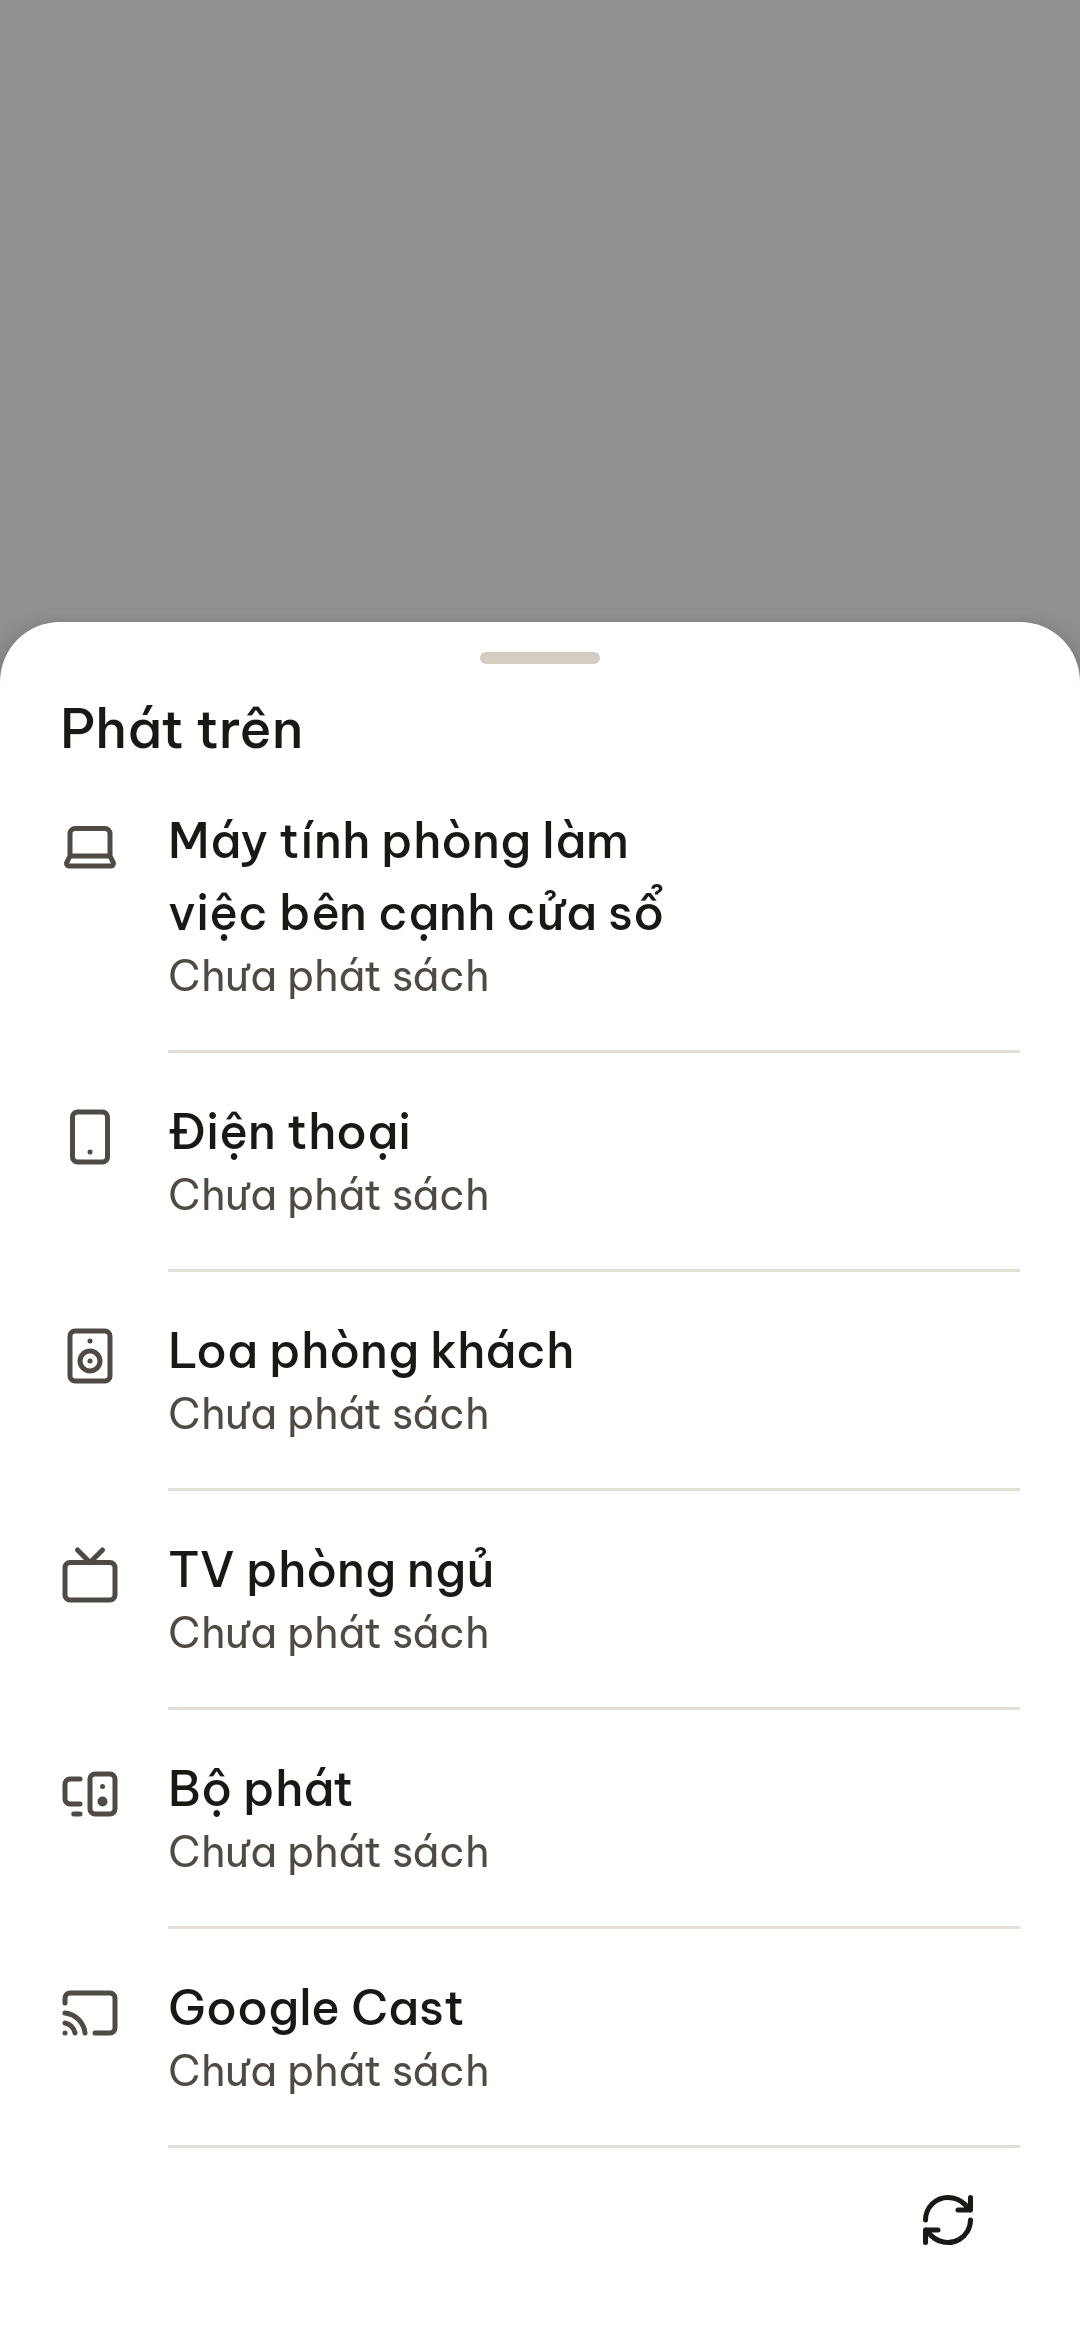 Phát trên
Máy tính phòng làm
việc bên cạnh cửa sổ
Chưa phát sách
Điện thoại
Chưa phát sách
Loa phòng khách
Chưa phát sách
TV phòng ngủ
Chưa phát sách
Bộ phát
Chưa phát sách
Google Cast
Chưa phát sách